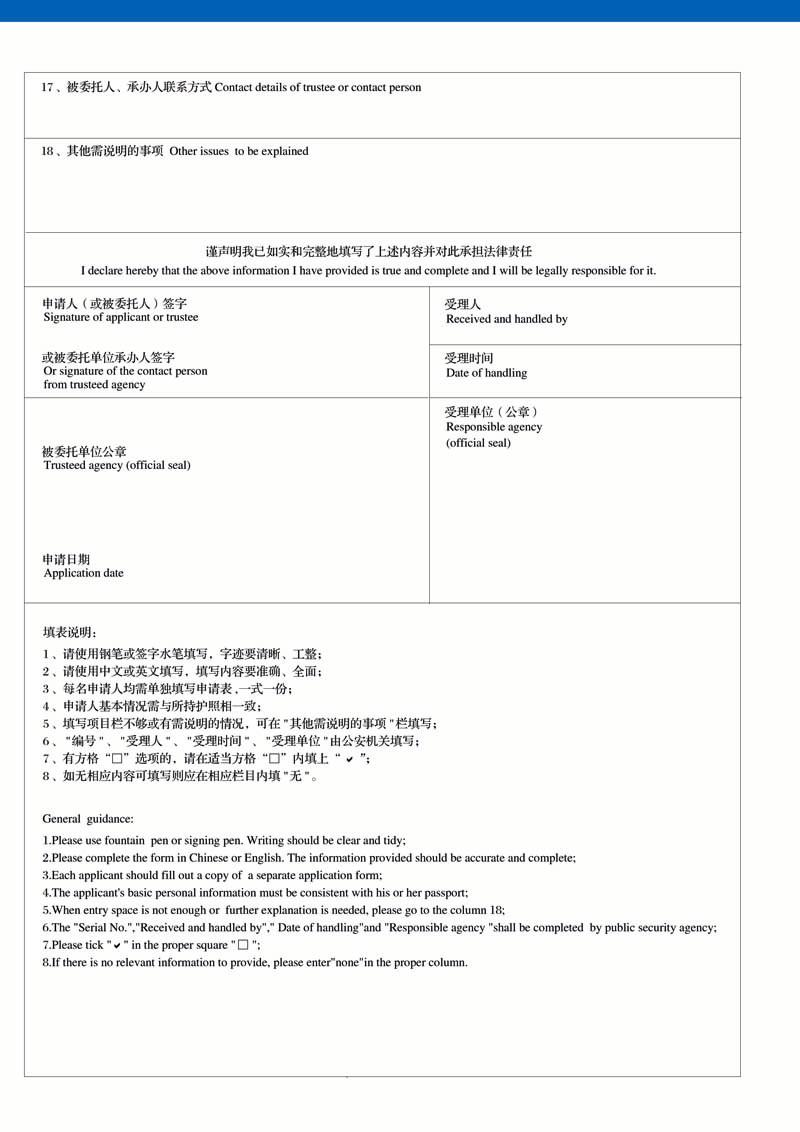 17、被委托人、承办人联系方式 Contact details of trustee or contact person
18、其他需说明的事项 Other issues to be explained
谨声明我已如实和完整地填写了上述内容并对此承担法律责任
I declare hereby that the above information I have provided is true and complete and I will be legally responsible for it.
申请人（或被委托人）签字
Signature of applicant or trustee
或被委托单位承办人签字
Or signature of the contact person
from trusteed agency
受理人
Received and handled by
受理时间
Date of handling
被委托单位公章
Trusteed agency (official seal)
申请日期
Application date
受理单位（公章）
Responsible agency
(official seal)
填表说明：
1、请使用钢笔或签字水笔填写，字迹要清晰、工整；
2、请使用中文或英文填写，填写内容要准确、全面；
3、每名申请人均需单独填写申请表,一式一份；
4、申请人基本情况需与所持护照相一致；
5、填写项目栏不够或有需说明的情况，可在"其他需说明的事项"栏填写；
6、"编号"、"受理人"、"受理时间"、"受理单位"由公安机关填写；
7、有方格“□”选项的，请在适当方格“□”内填上“✔”；
8、如无相应内容可填写则应在相应栏目内填"无"。
General guidance:
1.Please use fountain pen or signing pen. Writing should be clear and tidy;
2.Please complete the form in Chinese or English. The information provided should be accurate and complete;
3.Each applicant should fill out a copy of a separate application form;
4.The applicant's basic personal information must be consistent with his or her passport;
5.When entry space is not enough or further explanation is needed, please go to the column 18;
6.The "Serial No.","Received and handled by"," Date of handling"and "Responsible agency "shall be completed by public security agency;
7.Please tick "✔" in the proper square "□ ";
8.If there is no relevant information to provide, please enter"none"in the proper column.